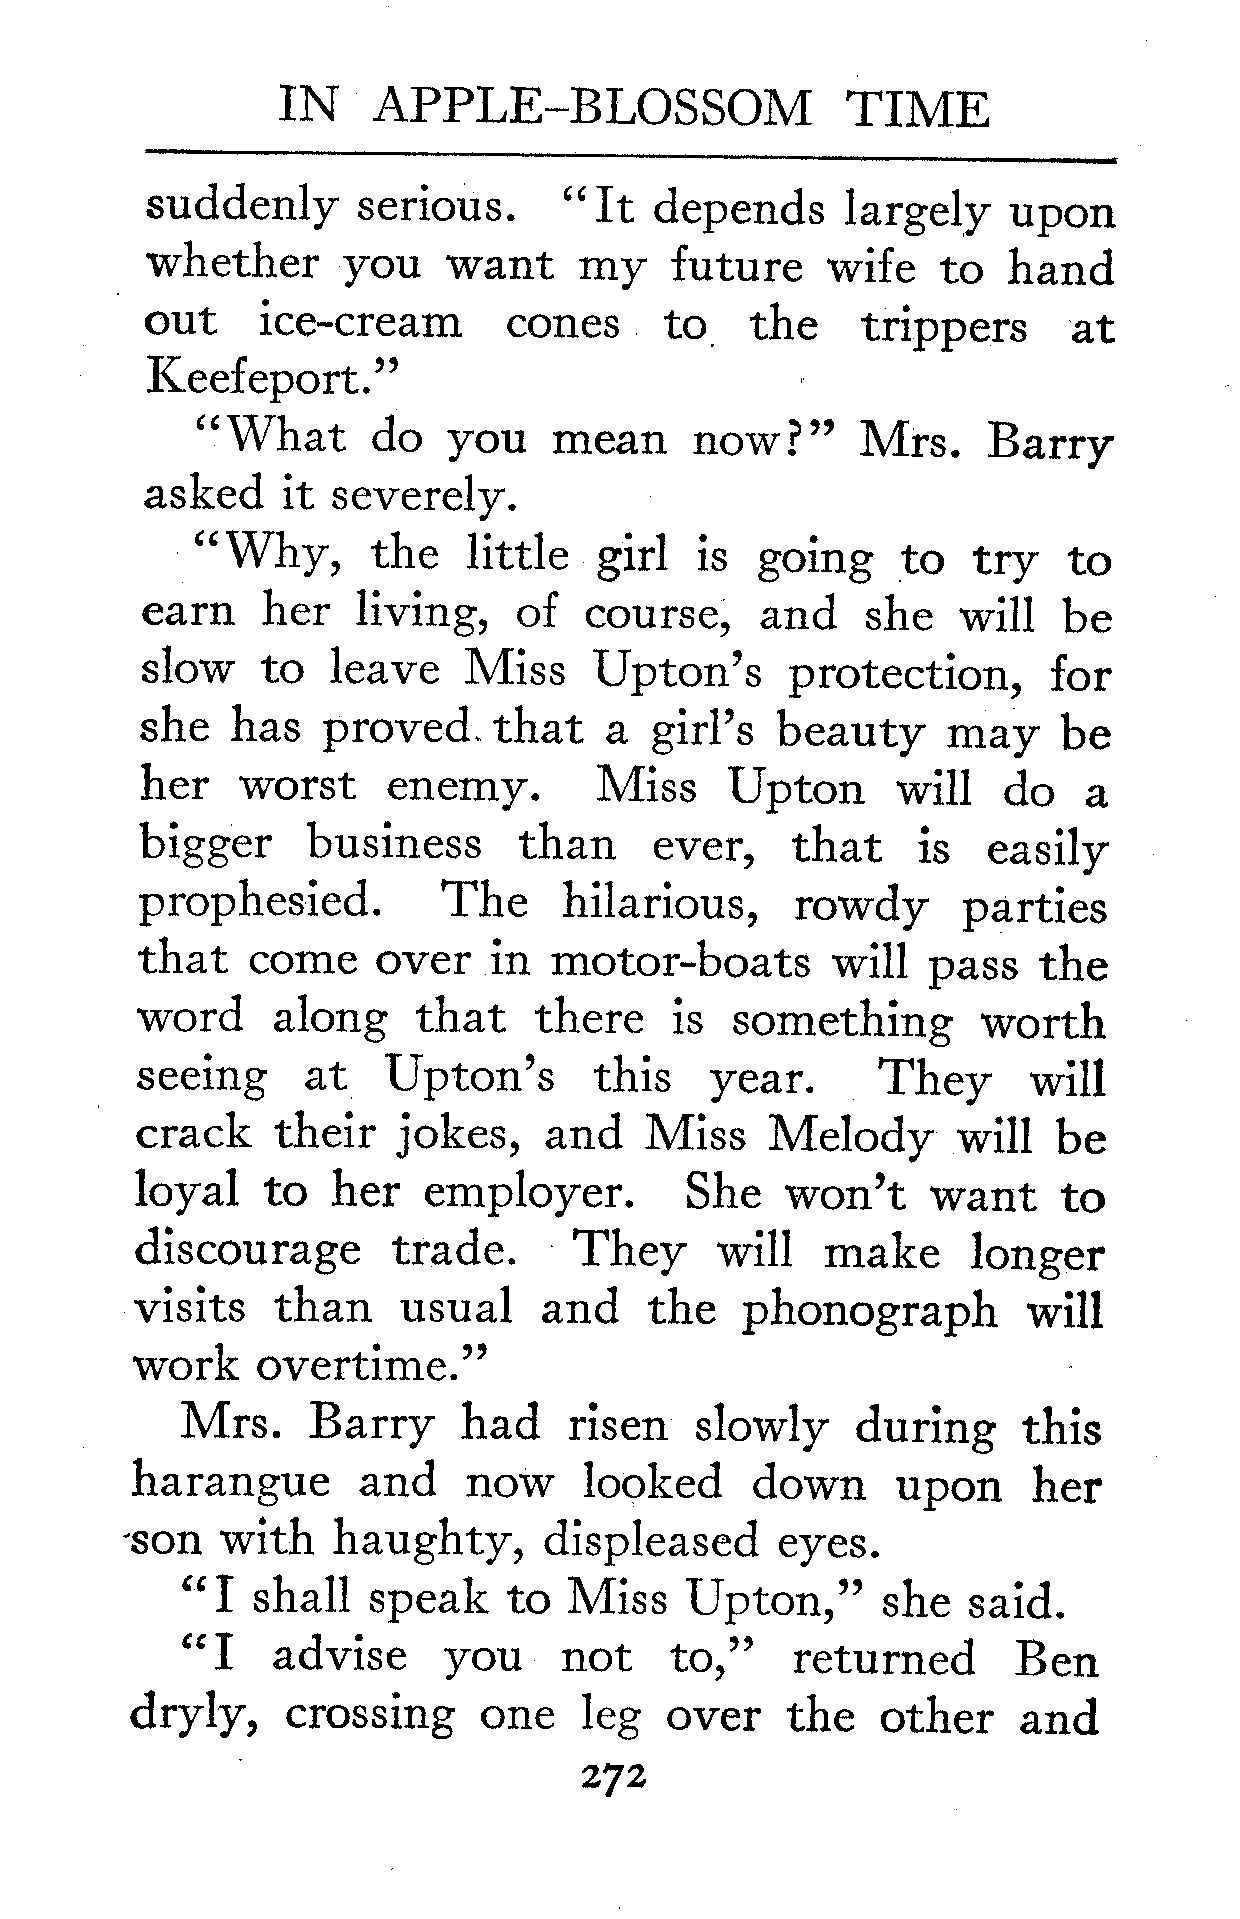 IN APPLE-BLOSSOM TIME
suddenly serious. “It depends largely upon
whether you want my future wife to hand
out ice-cream cones to the trippers at
Keefeport.”
“What do you mean now?” Mrs. Barry
asked it severely.
“Why, the little girl is going to try to
earn her living, of course, and she will be
slow to leave Miss Upton’s protection, for
she has proved that a girl’s beauty may be
her worst enemy. Miss Upton will do a
bigger business than ever, that is easily
prophesied. The hilarious, rowdy parties
that come over in motor-boats will pass the
word along that there is something worth
seeing at Upton’s this year. They will
crack their jokes, and Miss Melody will be
loyal to her employer. She won’t want to
discourage trade. They will make longer
visits than usual and the phonograph will
work overtime.”
Mrs. Barry had risen slowly during this
harangue and now looked down upon her
son with haughty, displeased eyes.
“I shall speak to Miss Upton,” she said.
“I advise you not to,” returned Ben
dryly, crossing one leg over the other and
272